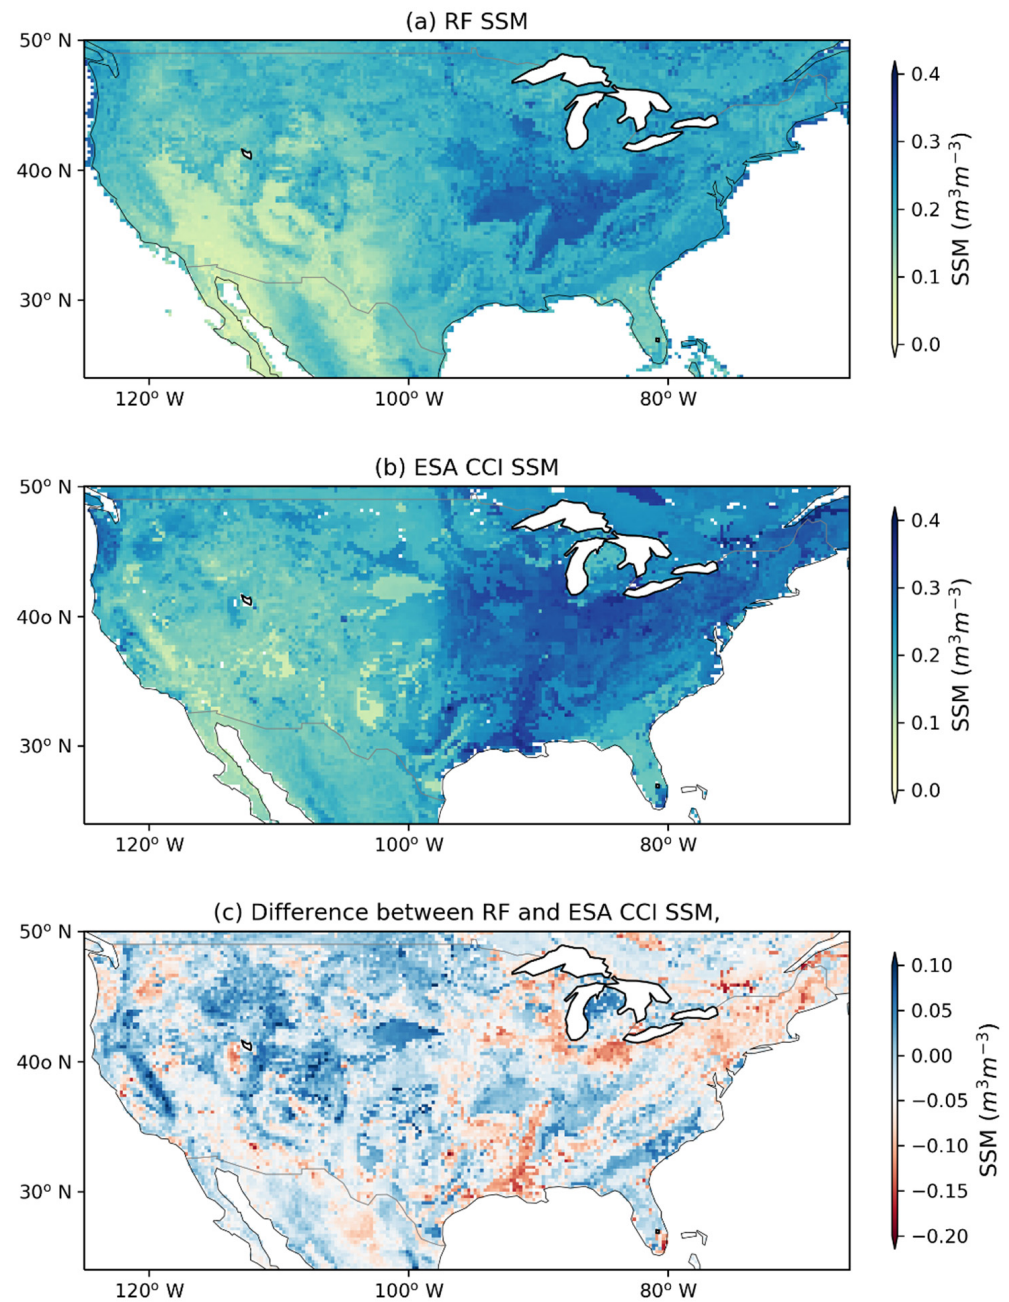 (a) RF SSM
50° N
40o N
30° N
120° W
100° W
80° W
0.4
0.3
0.2
0.1
0.0
SSM (m³m⁻³)
(b) ESA CCI SSM
50° N
40o N
30° N
120° W
100° W
80° W
0.4
0.3
0.2
0.1
0.0
SSM (m³m⁻³)
(c) Difference between RF and ESA CCI SSM,
50° N
40o N
30° N
120° W
100° W
80° W
0.10
0.05
0.00
−0.05
−0.10
−0.15
−0.20
SSM (m³m⁻³)